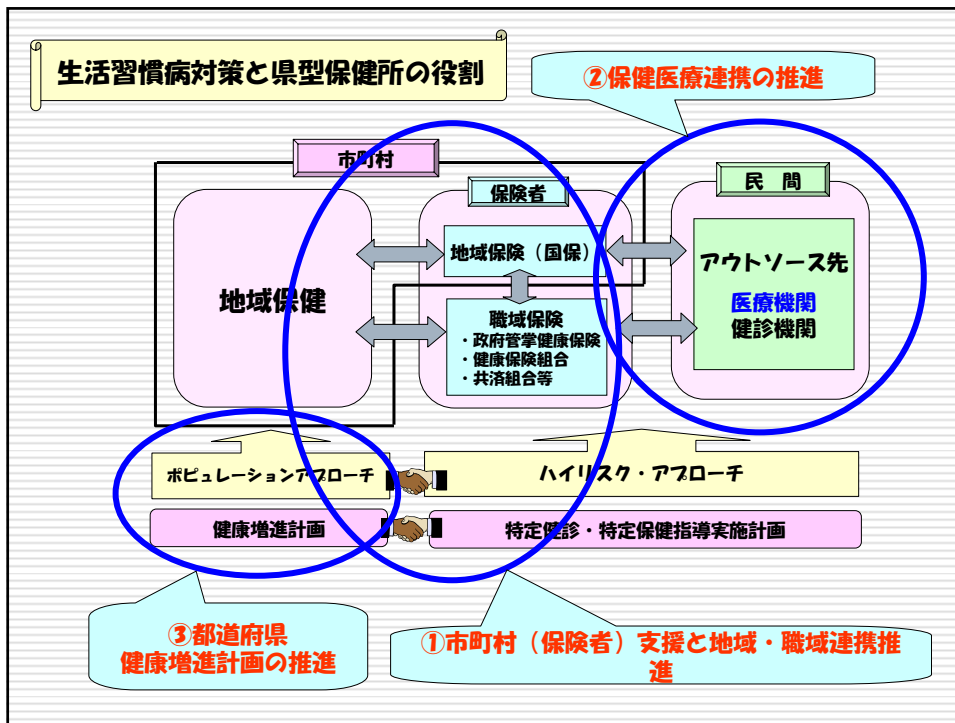 生活習慣病対策と県型保健所の役割
②保健医療連携の推進
市町村
保険者
民　間
地域保健
地域保険（国保）
職域保険
・政府管掌健康保険
・健康保険組合
・共済組合等
アウトソース先
医療機関
健診機関
ポピュレーションアプローチ
ハイリスク・アプローチ
健康増進計画
特定健診・特定保健指導実施計画
③都道府県
健康増進計画の推進
①市町村（保険者）支援と地域・職域連携推
進